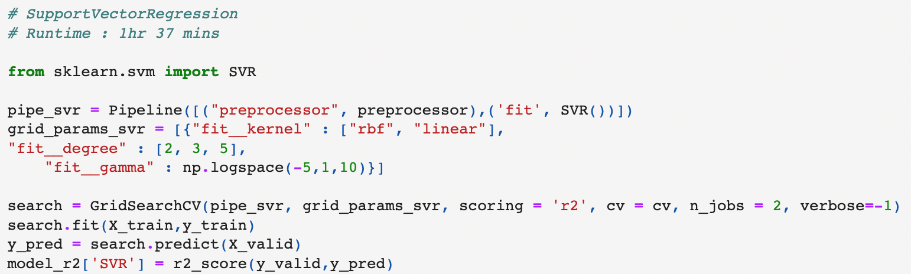 # SupportVectorRegression
# Runtime : 1hr 37 mins
from sklearn.svm import SVR
pipe_svr = Pipeline([("preprocessor", preprocessor),('fit', SVR())])
grid_params_svr = [{"fit__kernel" : ["rbf", "linear"],
"fit__degree" : [2, 3, 5],
"fit__gamma" : np.logspace(-5,1,10)}]
search = GridSearchCV(pipe_svr, grid_params_svr, scoring = 'r2', cv = cv, n_jobs = 2, verbose=-1)
search.fit(X_train,y_train)
y_pred = search.predict(X_valid)
model_r2['SVR'] = r2_score(y_valid,y_pred)